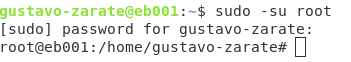 gustavo-zarate@eb001:~$ sudo -su root
[sudo] password for gustavo-zarate:
root@eb001:/home/gustavo-zarate#